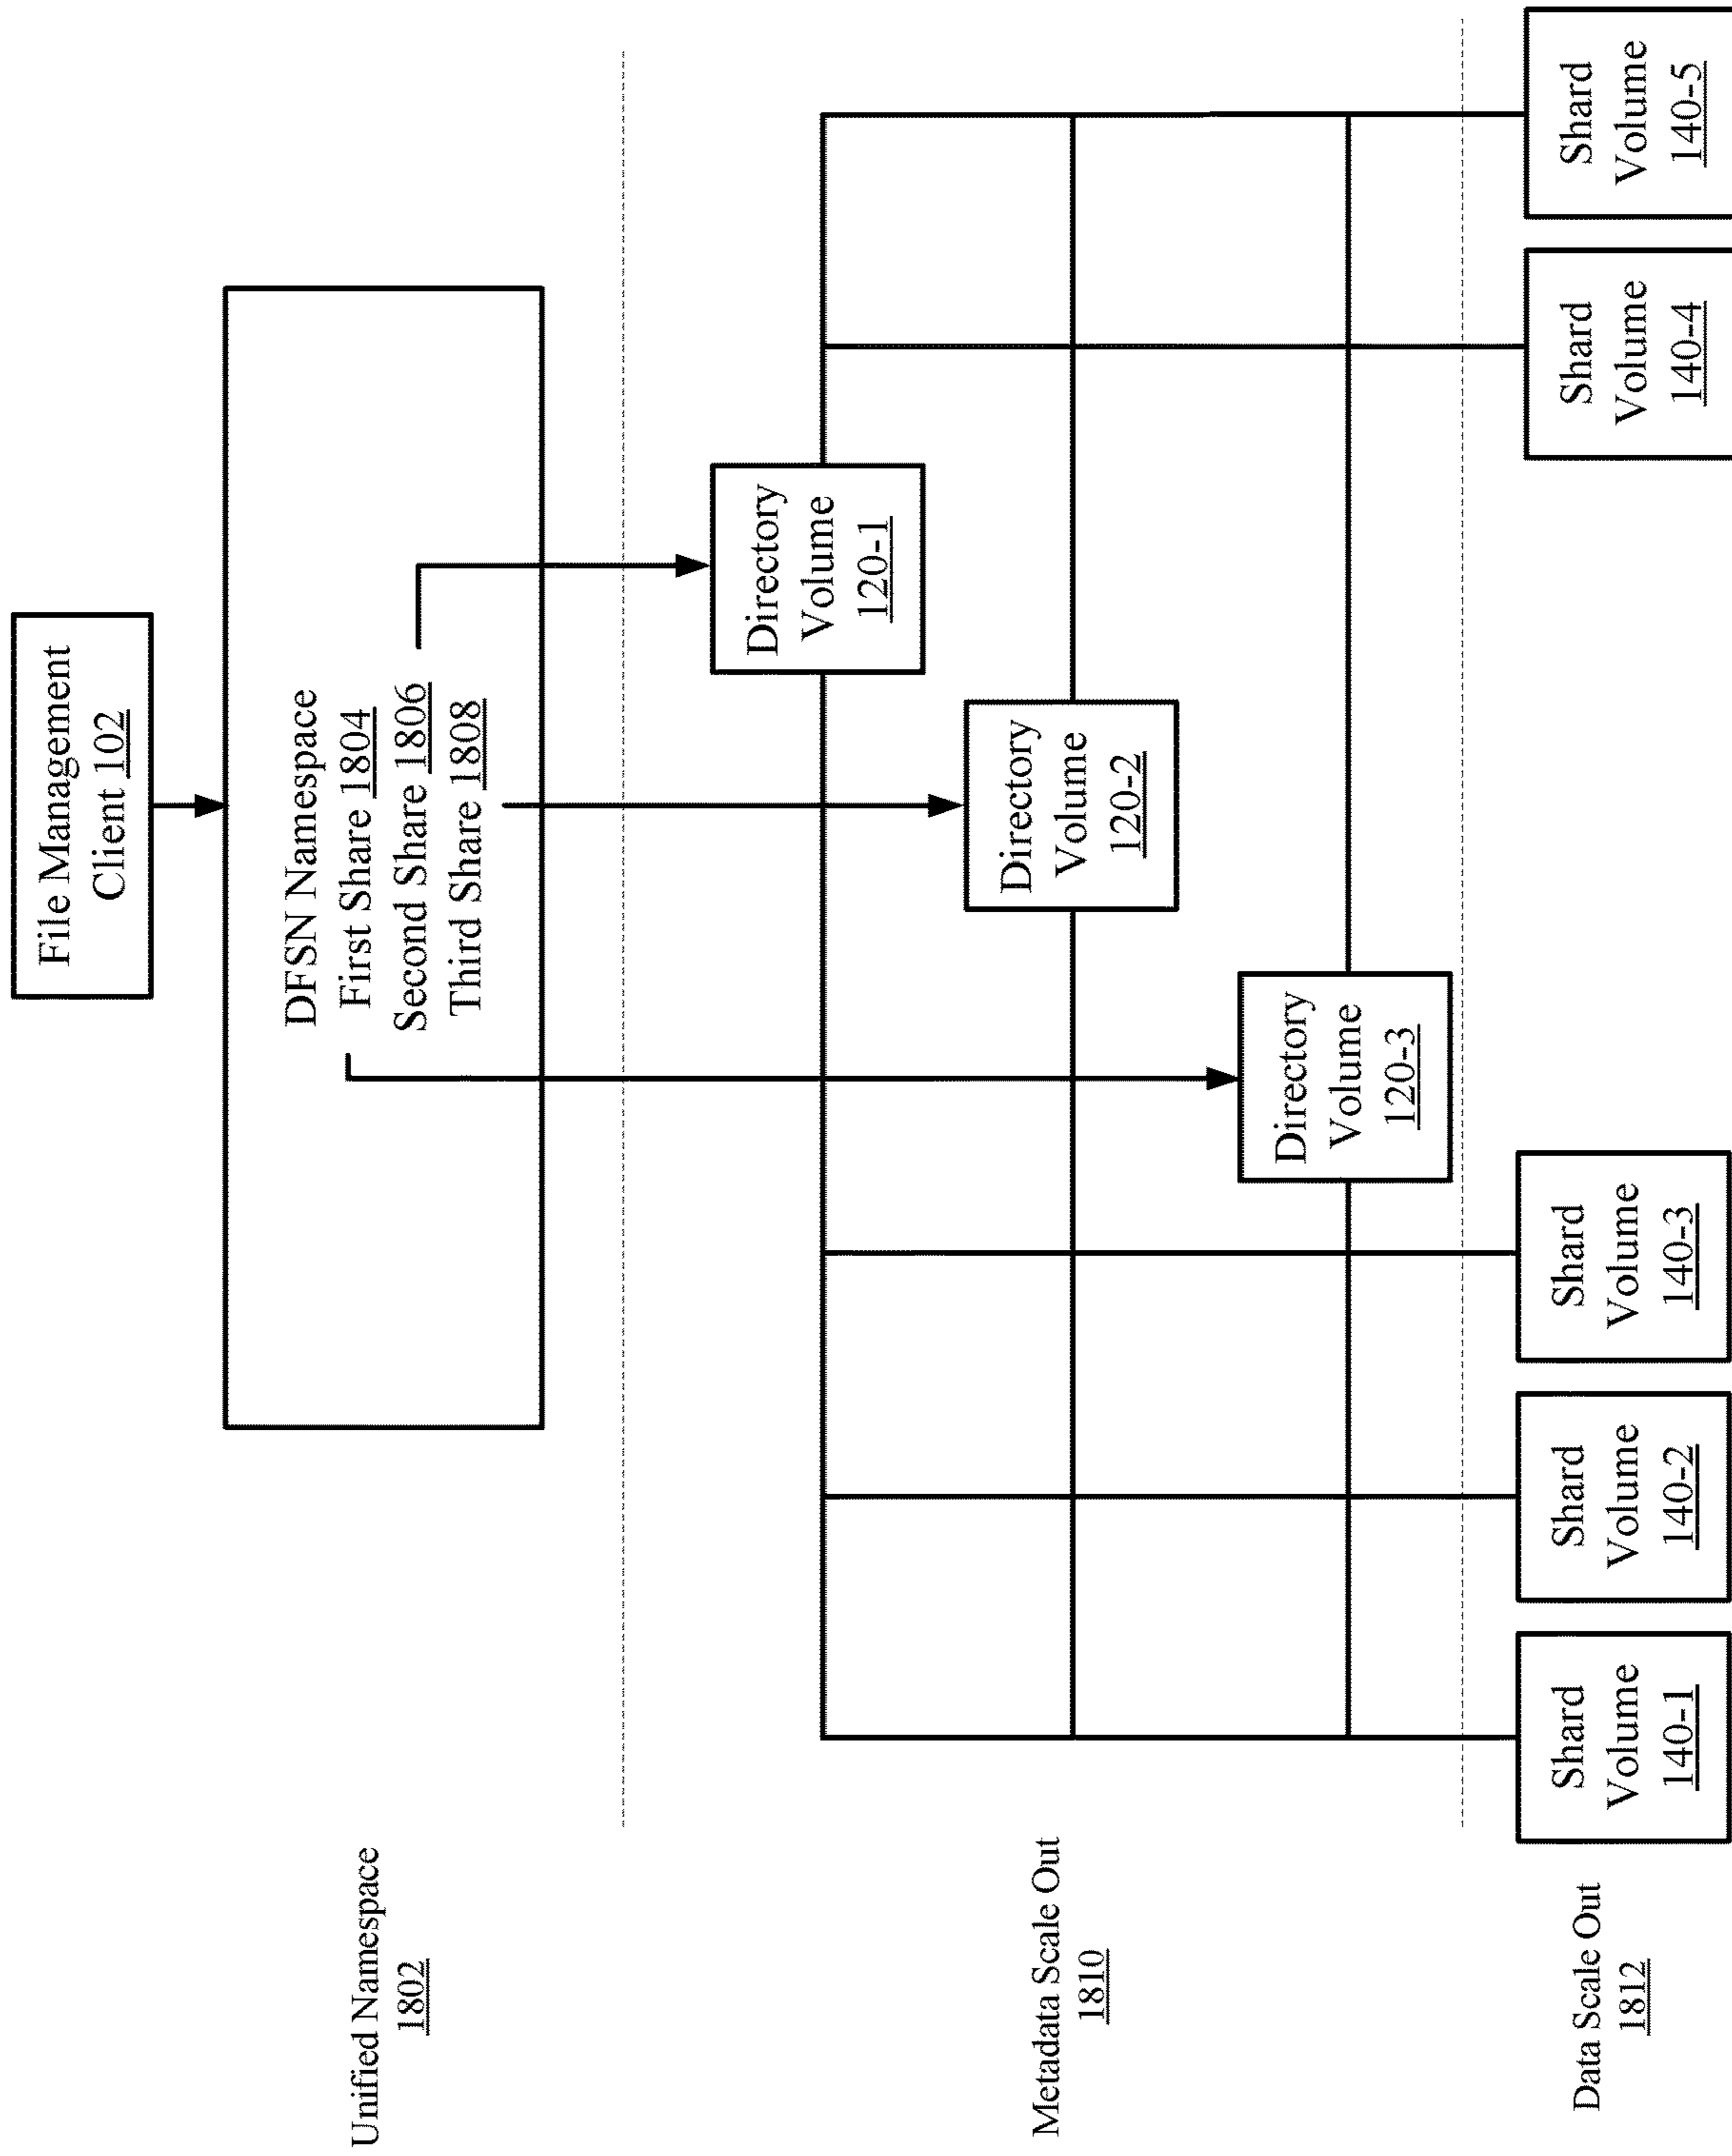 File Management
Client 102
Unified Namespace
1802
DFSN Namespace
First Share 1804
Second Share 1806
Third Share 1808
Metadata Scale Out
1810
Directory
Volume
120-1
Directory
Volume
120-2
Directory
Volume
120-3
Data Scale Out
1812
Shard
Volume
140-1
Shard
Volume
140-2
Shard
Volume
140-3
Shard
Volume
140-4
Shard
Volume
140-5